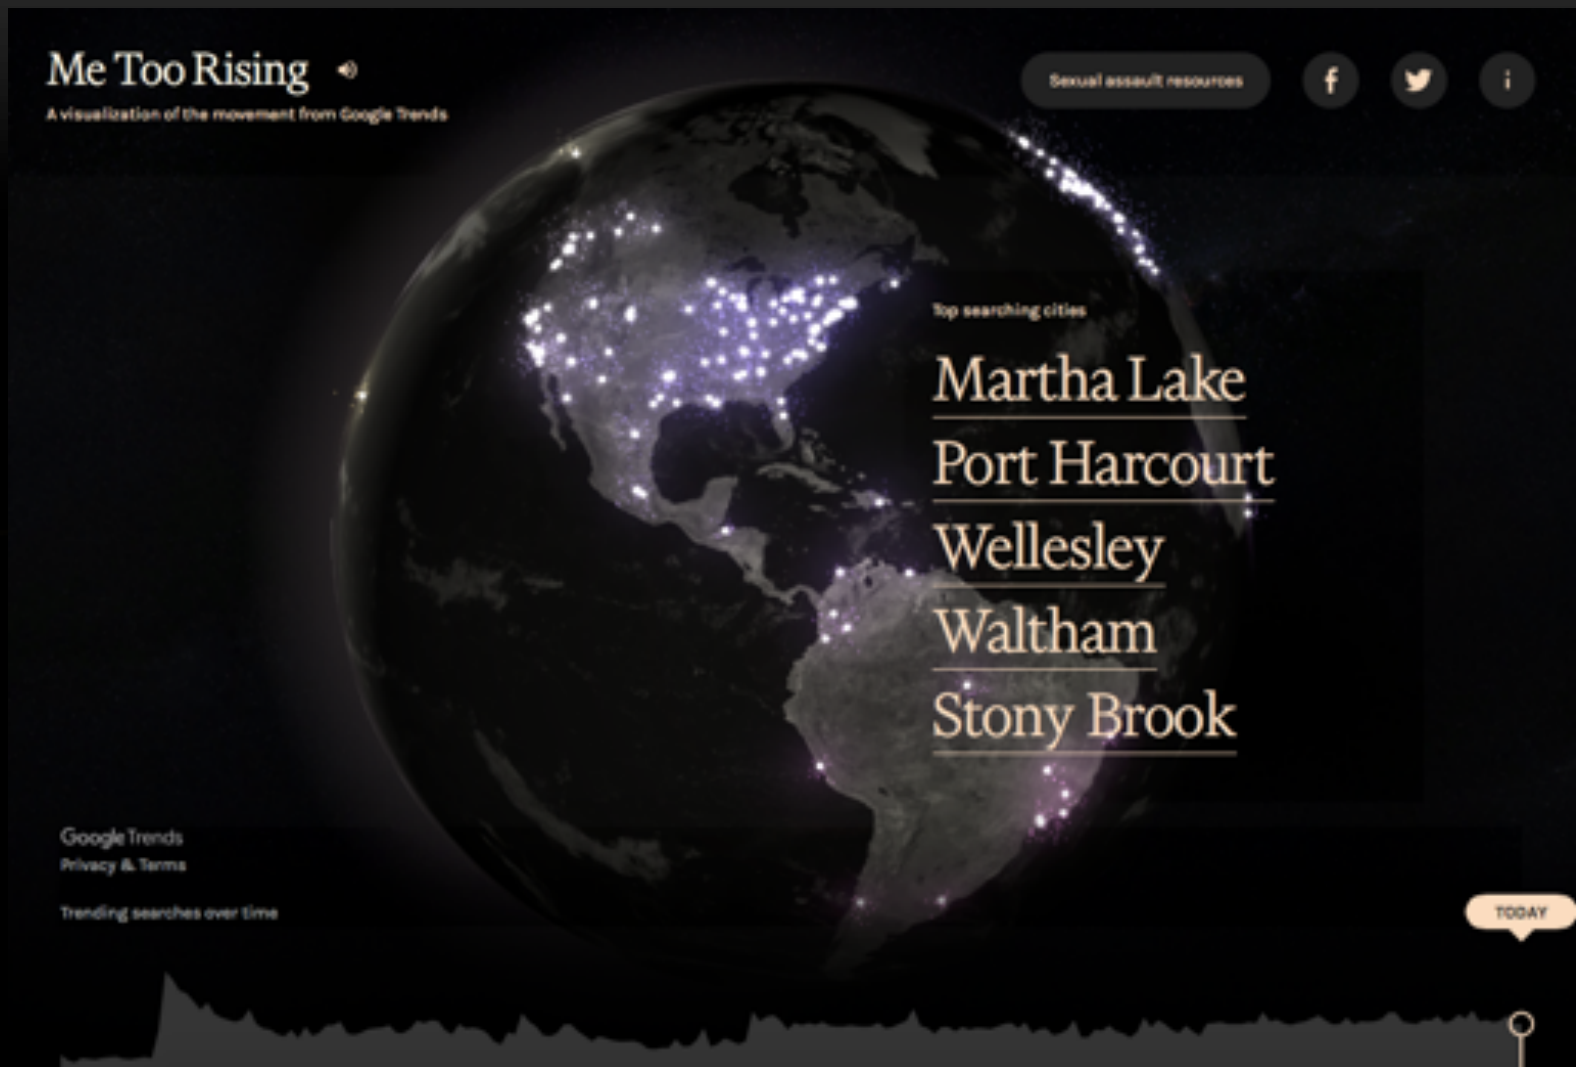 Me Too Rising
A visualization of the movement from Google Trends
Sexual assault resources
f
i
Top searching cities
Martha Lake
Port Harcourt
Wellesley
Waltham
Stony Brook
Google Trends
Privacy & Terms
Trending searches over time
TODAY